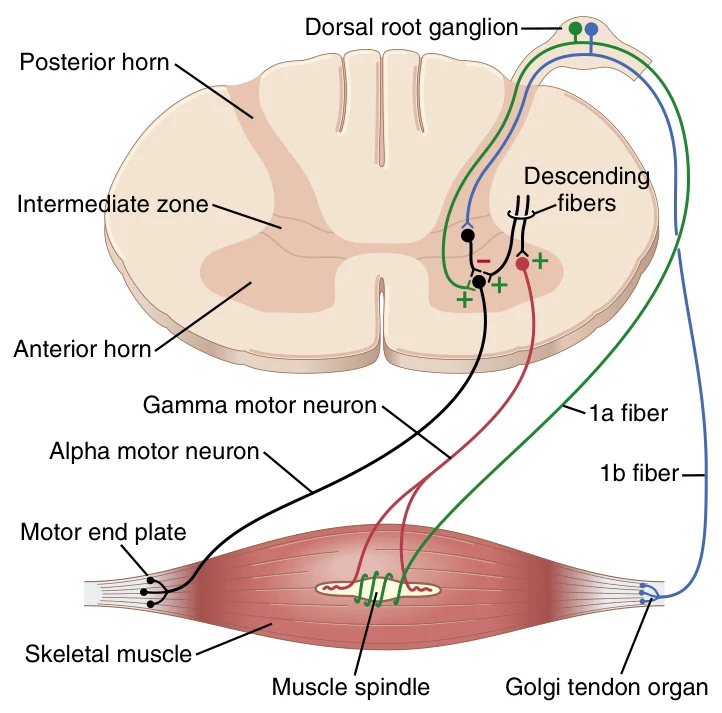 Dorsal root ganglion
Posterior horn
Descending
fibers
Intermediate zone
−
+
+
+
Anterior horn
Gamma motor neuron
1a fiber
Alpha motor neuron
1b fiber
Motor end plate
Skeletal muscle
Muscle spindle
Golgi tendon organ